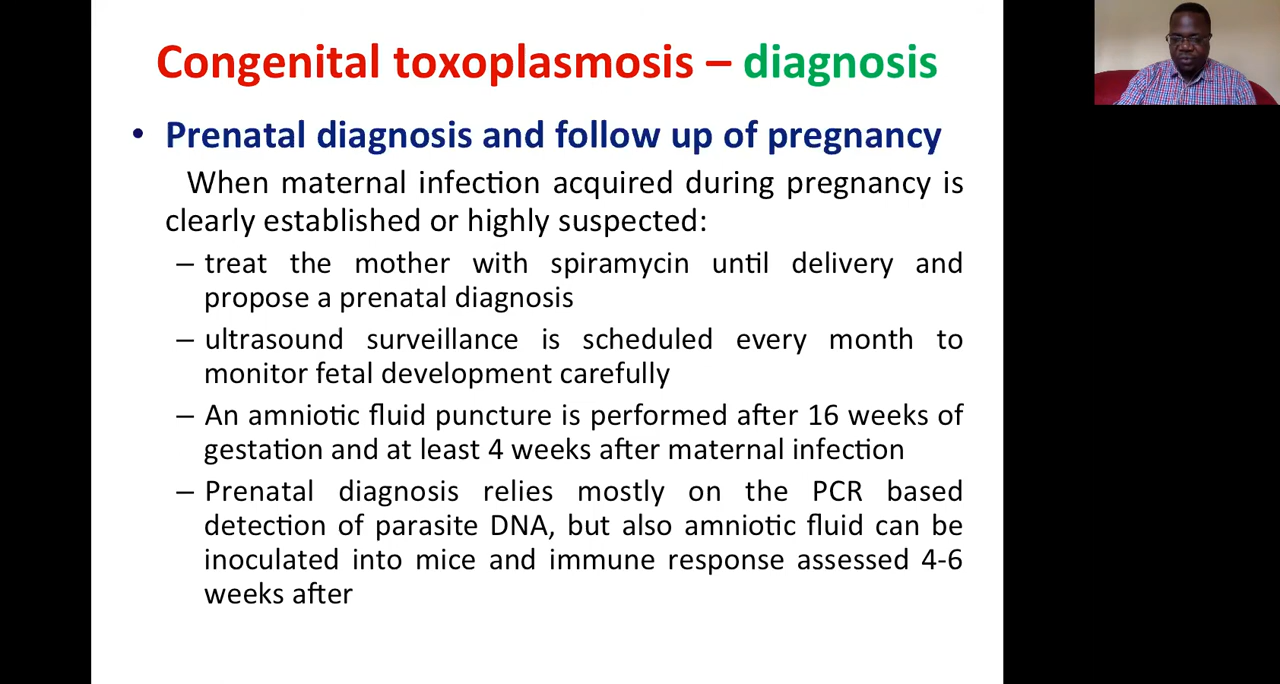 Congenital toxoplasmosis – diagnosis
• Prenatal diagnosis and follow up of pregnancy
When maternal infection acquired during pregnancy is
clearly established or highly suspected:
– treat the mother with spiramycin until delivery and
propose a prenatal diagnosis
– ultrasound surveillance is scheduled every month to
monitor fetal development carefully
– An amniotic fluid puncture is performed after 16 weeks of
gestation and at least 4 weeks after maternal infection
– Prenatal diagnosis relies mostly on the PCR based
detection of parasite DNA, but also amniotic fluid can be
inoculated into mice and immune response assessed 4-6
weeks after